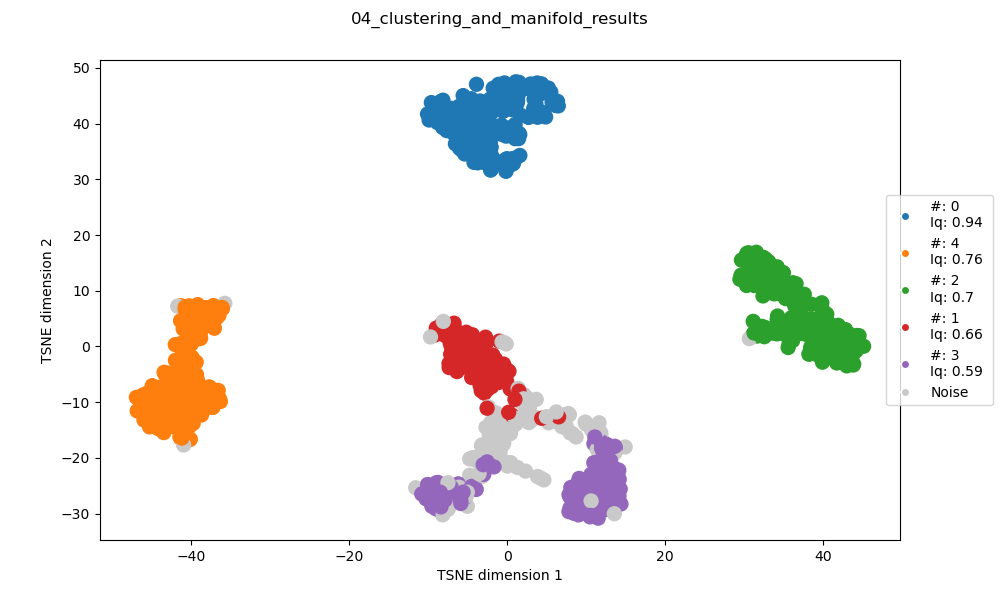 04_clustering_and_manifold_results
50
40
30
20
10
0
−10
−20
−30
TSNE dimension 2
−40
−20
0
20
40
TSNE dimension 1
#: 0
Iq: 0.94
#: 4
Iq: 0.76
#: 2
Iq: 0.7
#: 1
Iq: 0.66
#: 3
Iq: 0.59
Noise